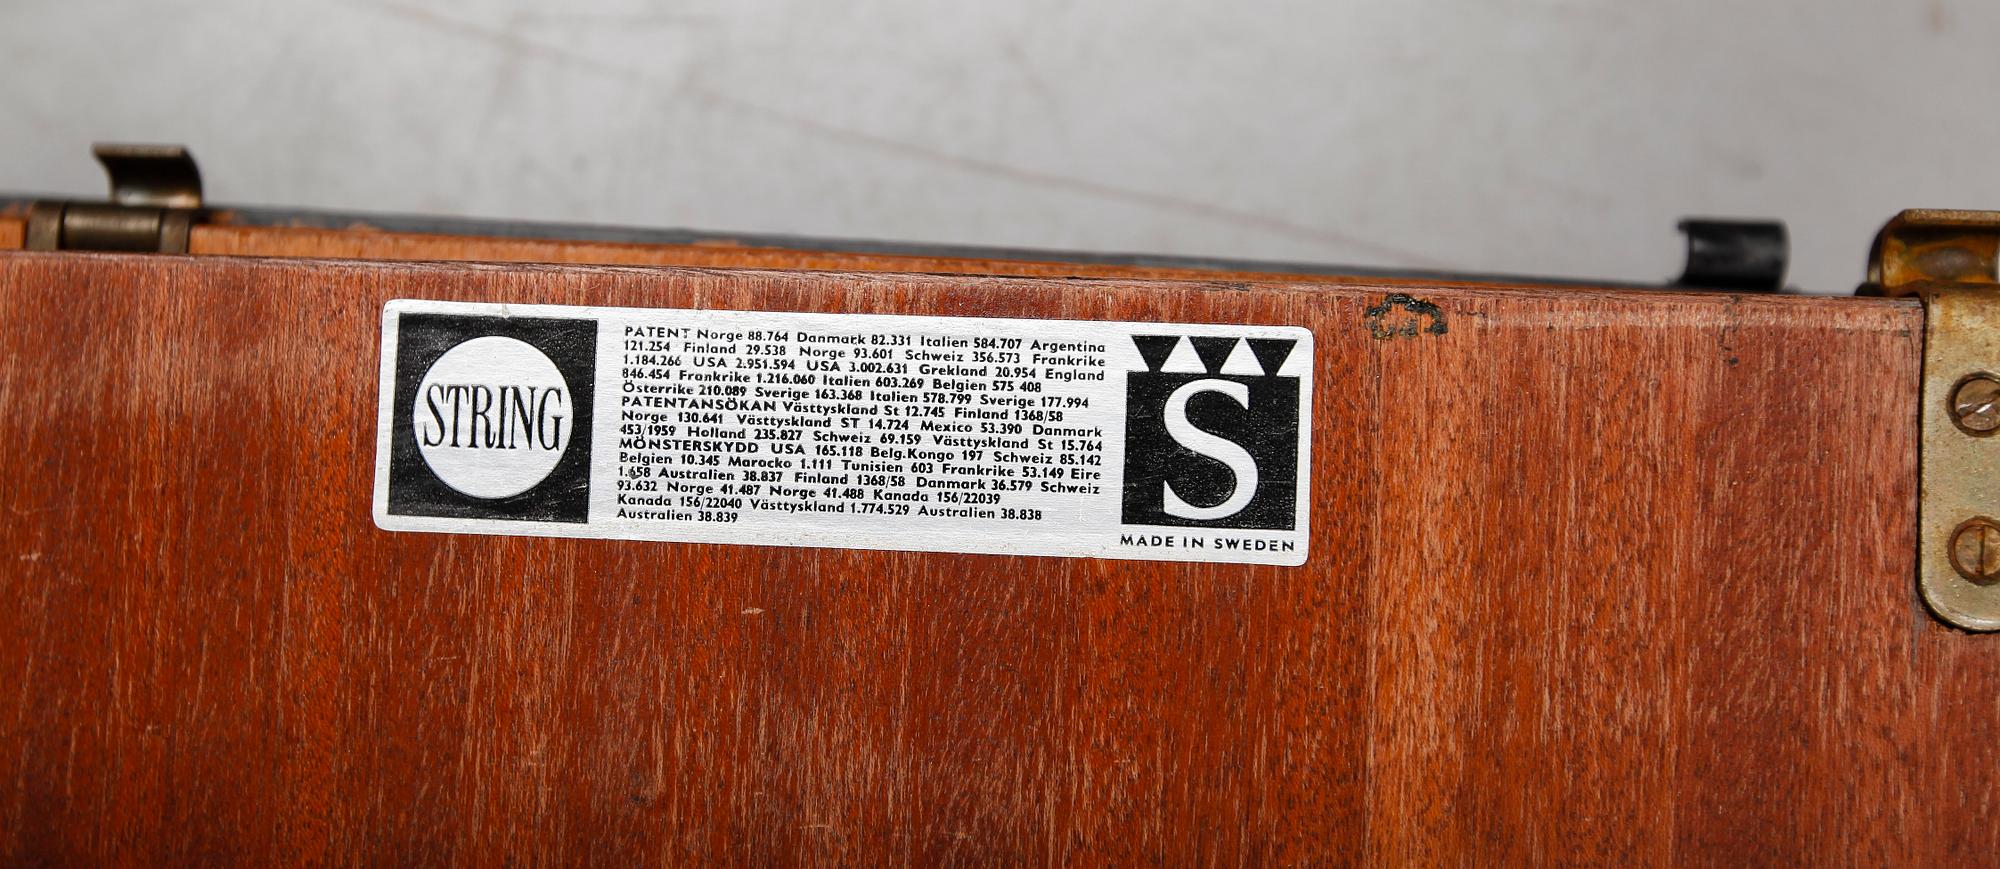 STRING
PATENT Norge 88.764 Danmark 82.331 Italien 584.707 Argentina
121.254 Finland 29.538 Norge 93.601 Schweiz 356.573 Frankrike
1.184.266 USA 2.951.594 USA 3.002.631 Grekland 20.954 England
846.454 Frankrike 1.216.060 Italien 603.269 Belgien 575 408
Österrike 210.089 Sverige 163.368 Italien 578.799 Sverige 177.994
PATENTANSÖKAN Västtyskland St 12.745 Finland 1368/58
Norge 130.641 Västtyskland ST 14.724 Mexico 53.390 Danmark
453/1959 Holland 235.827 Schweiz 69.159 Västtyskland St 15.764
MÖNSTERSKYDD USA 165.118 Belg.Kongo 197 Schweiz 85.142
Belgien 10.345 Marocko 1.111 Tunisien 603 Frankrike 53.149 Eire
1.658 Australien 38.837 Finland 1368/58 Danmark 36.579 Schweiz
93.632 Norge 41.487 Norge 41.488 Kanada 156/22039
Kanada 156/22040 Västtyskland 1.774.529 Australien 38.838
Australien 38.839
S
MADE IN SWEDEN